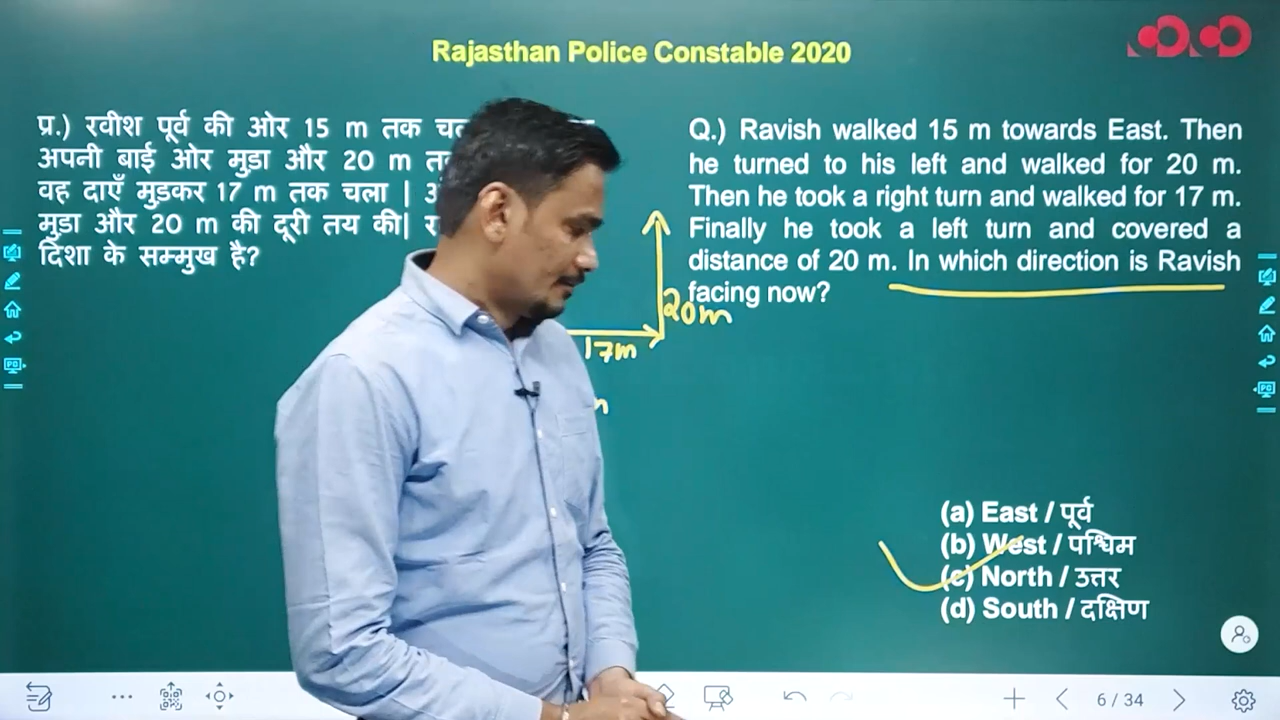 Rajasthan Police Constable 2020
प्र.) रवीश पूर्व की ओर 15 m तक
अपनी बाई ओर मुडा और 20 m
वह दाएँ मुड़कर 17 m तक चला |
मुडा और 20 m की दूरी तय की|
दिशा के सम्मुख है?
Q.) Ravish walked 15 m towards East. Then
he turned to his left and walked for 20 m.
Then he took a right turn and walked for 17 m.
Finally he took a left turn and covered a
distance of 20 m. In which direction is Ravish
facing now?
20m
17m
(a) East / पूर्व
(b) West / पश्चिम
(c) North / उत्तर
(d) South / दक्षिण
6 / 34